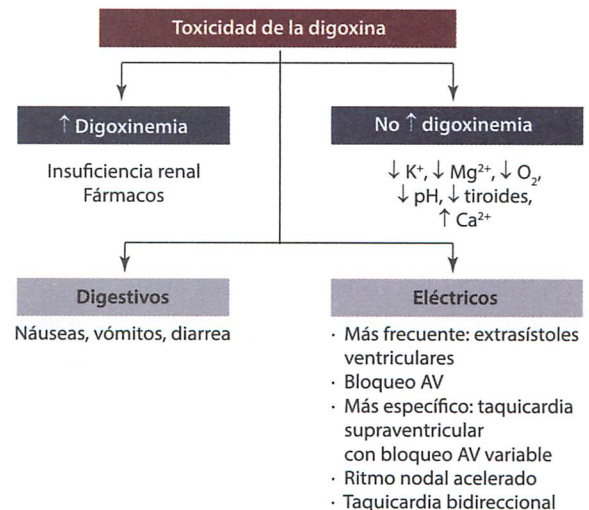 Toxicidad de la digoxina
↑ Digoxinemia
Insuficiencia renal
Fármacos
No ↑ digoxinemia
↓ K⁺, ↓ Mg²⁺, ↓ O₂,
↓ pH, ↓ tiroides,
↑ Ca²⁺
Digestivos
Náuseas, vómitos, diarrea
Eléctricos
· Más frecuente: extrasístoles
ventriculares
· Bloqueo AV
· Más específico: taquicardia
supraventricular
con bloqueo AV variable
· Ritmo nodal acelerado
· Taquicardia bidireccional